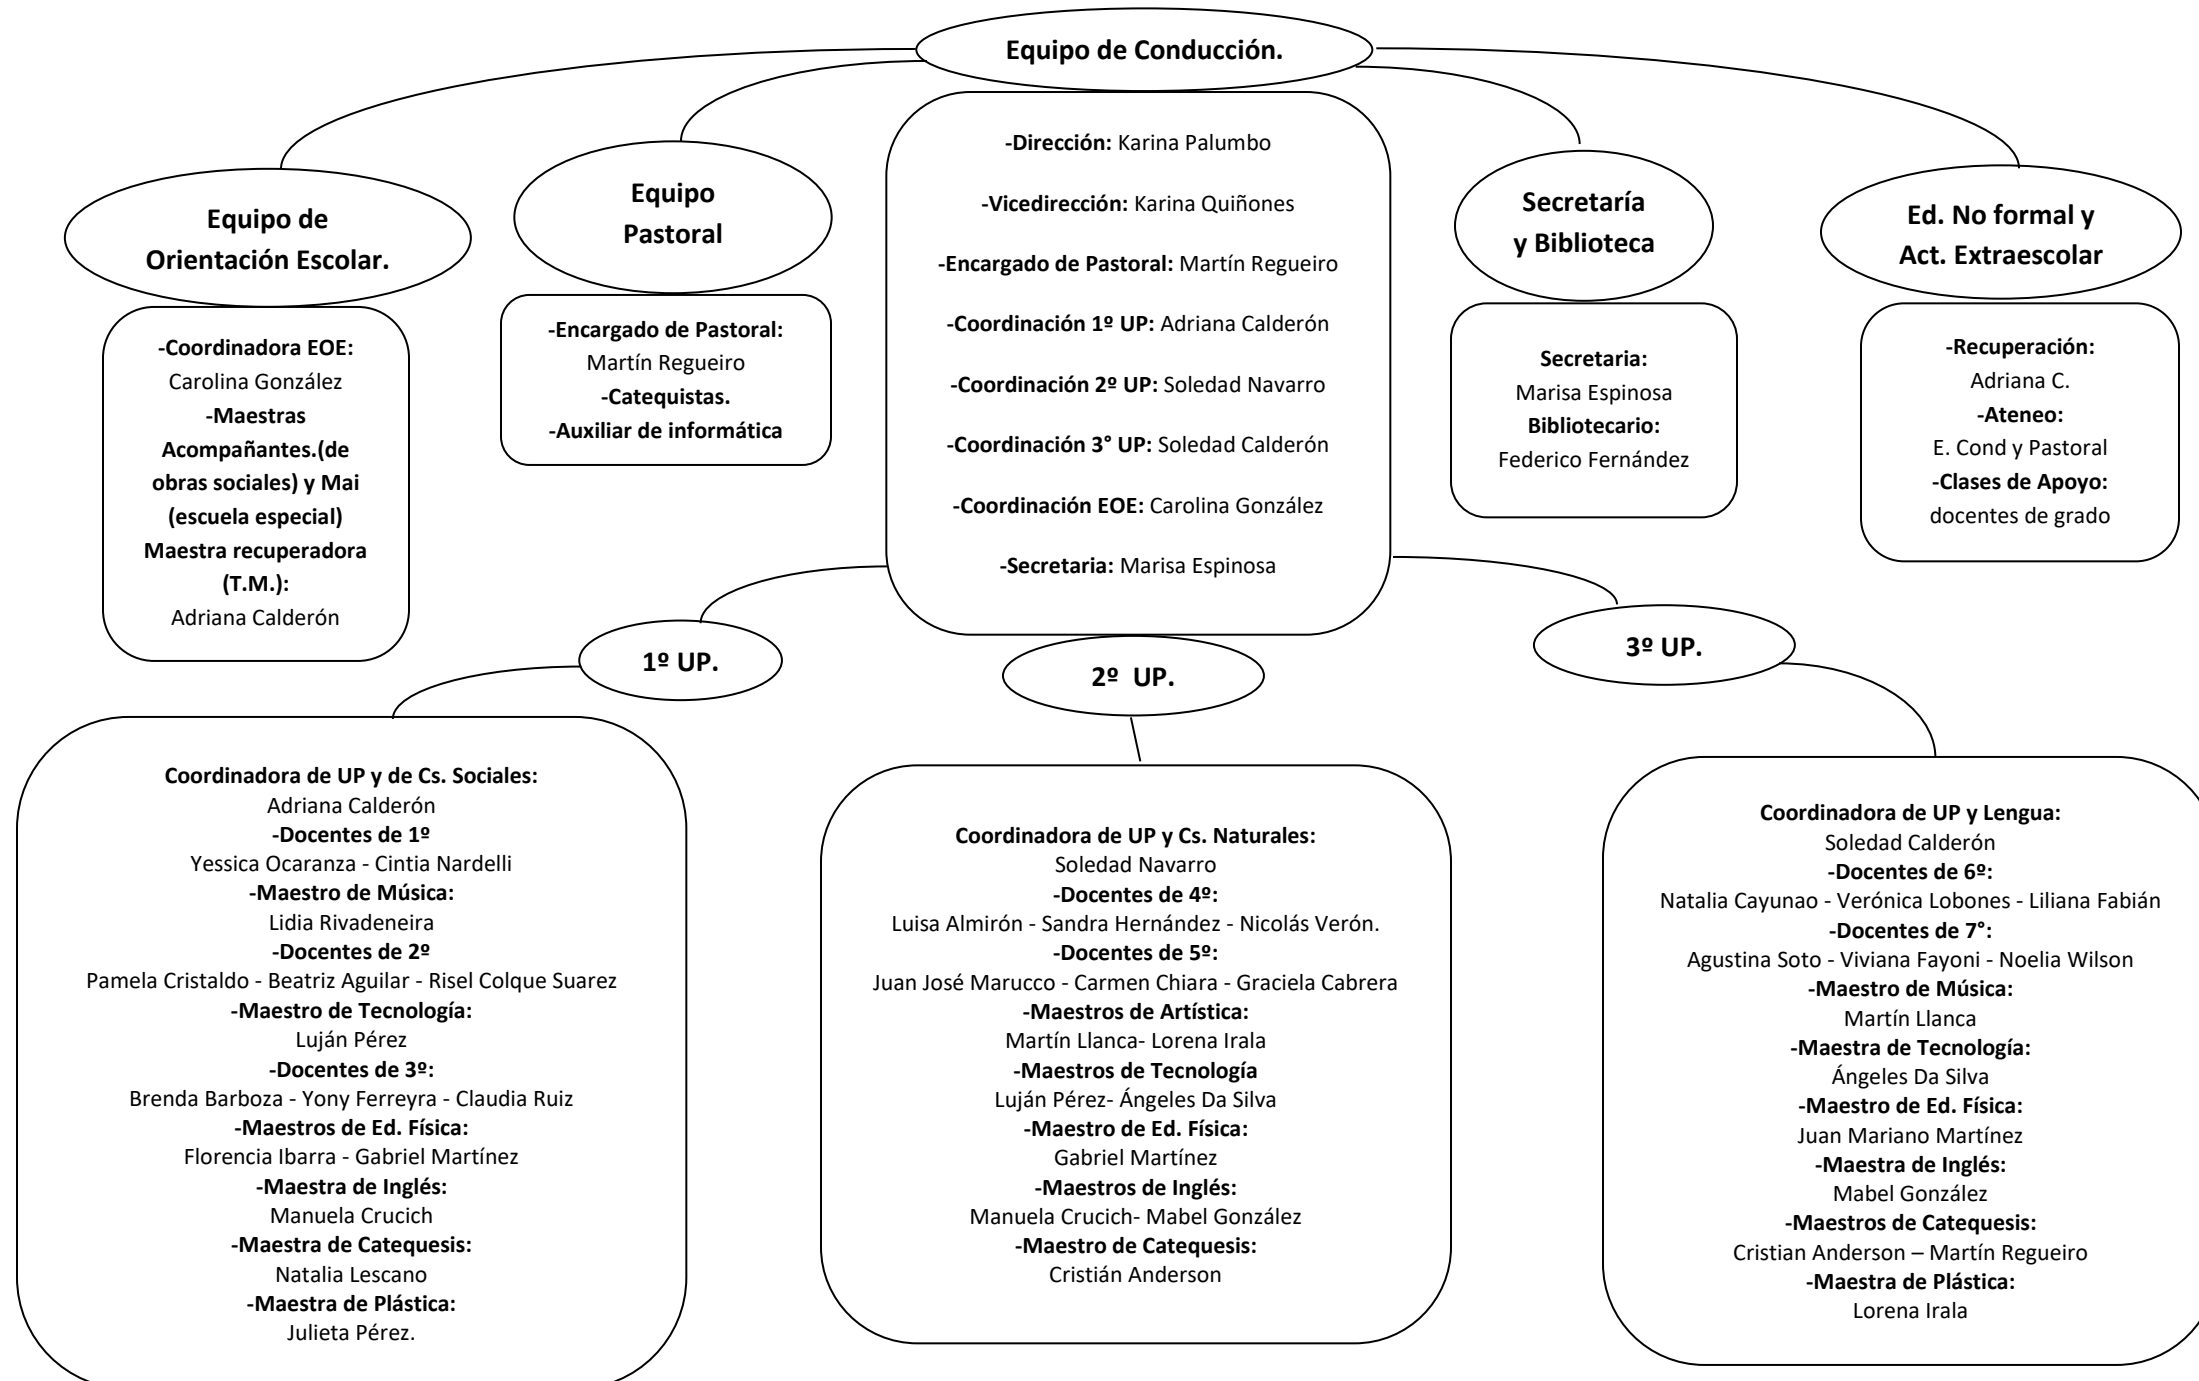 Equipo de Conducción.
-Dirección: Karina Palumbo
-Vicedirección: Karina Quiñones
-Encargado de Pastoral: Martín Regueiro
-Coordinación 1º UP: Adriana Calderón
-Coordinación 2º UP: Soledad Navarro
-Coordinación 3° UP: Soledad Calderón
-Coordinación EOE: Carolina González
-Secretaria: Marisa Espinosa
Equipo de
Orientación Escolar.
-Coordinadora EOE:
Carolina González
-Maestras
Acompañantes.(de
obras sociales) y Mai
(escuela especial)
Maestra recuperadora
(T.M.):
Adriana Calderón
Equipo
Pastoral
-Encargado de Pastoral:
Martín Regueiro
-Catequistas.
-Auxiliar de informática
Secretaría
y Biblioteca
Secretaria:
Marisa Espinosa
Bibliotecario:
Federico Fernández
Ed. No formal y
Act. Extraescolar
-Recuperación:
Adriana C.
-Ateneo:
E. Cond y Pastoral
-Clases de Apoyo:
docentes de grado
1º UP.
Coordinadora de UP y de Cs. Sociales:
Adriana Calderón
-Docentes de 1º
Yessica Ocaranza - Cintia Nardelli
-Maestro de Música:
Lidia Rivadeneira
-Docentes de 2º
Pamela Cristaldo - Beatriz Aguilar - Risel Colque Suarez
-Maestro de Tecnología:
Luján Pérez
-Docentes de 3º:
Brenda Barboza - Yony Ferreyra - Claudia Ruiz
-Maestros de Ed. Física:
Florencia Ibarra - Gabriel Martínez
-Maestra de Inglés:
Manuela Crucich
-Maestra de Catequesis:
Natalia Lescano
-Maestra de Plástica:
Julieta Pérez.
2º  UP.
Coordinadora de UP y Cs. Naturales:
Soledad Navarro
-Docentes de 4º:
Luisa Almirón - Sandra Hernández - Nicolás Verón.
-Docentes de 5º:
Juan José Marucco - Carmen Chiara - Graciela Cabrera
-Maestros de Artística:
Martín Llanca- Lorena Irala
-Maestros de Tecnología
Luján Pérez- Ángeles Da Silva
-Maestro de Ed. Física:
Gabriel Martínez
-Maestros de Inglés:
Manuela Crucich- Mabel González
-Maestro de Catequesis:
Cristián Anderson
3º UP.
Coordinadora de UP y Lengua:
Soledad Calderón
-Docentes de 6º:
Natalia Cayunao - Verónica Lobones - Liliana Fabián
-Docentes de 7°:
Agustina Soto - Viviana Fayoni - Noelia Wilson
-Maestro de Música:
Martín Llanca
-Maestra de Tecnología:
Ángeles Da Silva
-Maestro de Ed. Física:
Juan Mariano Martínez
-Maestra de Inglés:
Mabel González
-Maestros de Catequesis:
Cristian Anderson – Martín Regueiro
-Maestra de Plástica:
Lorena Irala